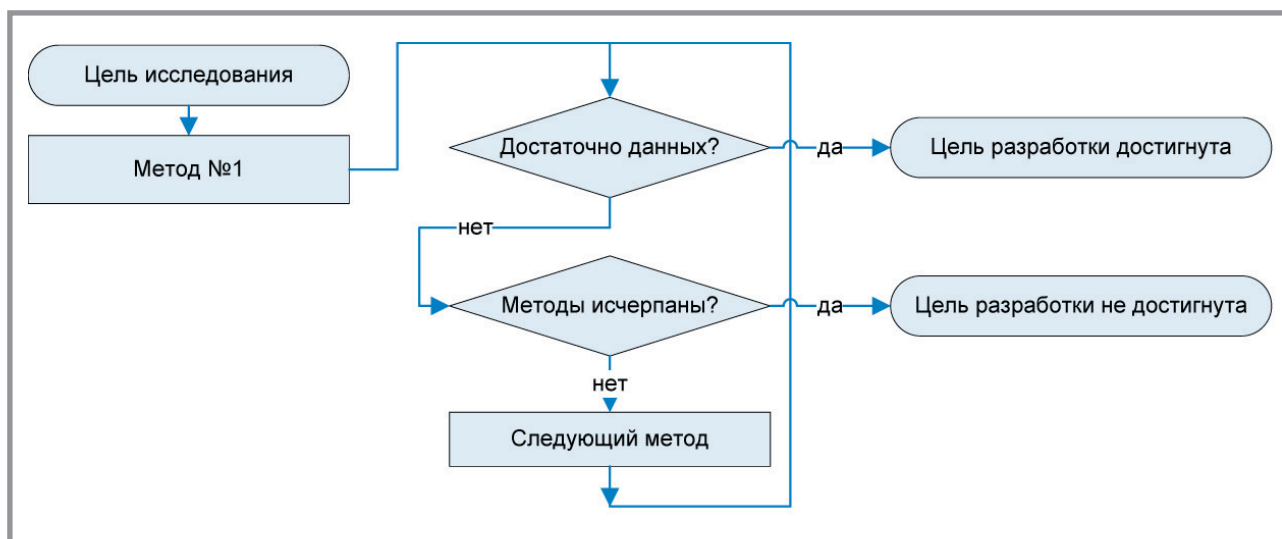 Цель исследования
Метод №1
Достаточно данных?
да
Цель разработки достигнута
нет
Методы исчерпаны?
да
Цель разработки не достигнута
нет
Следующий метод